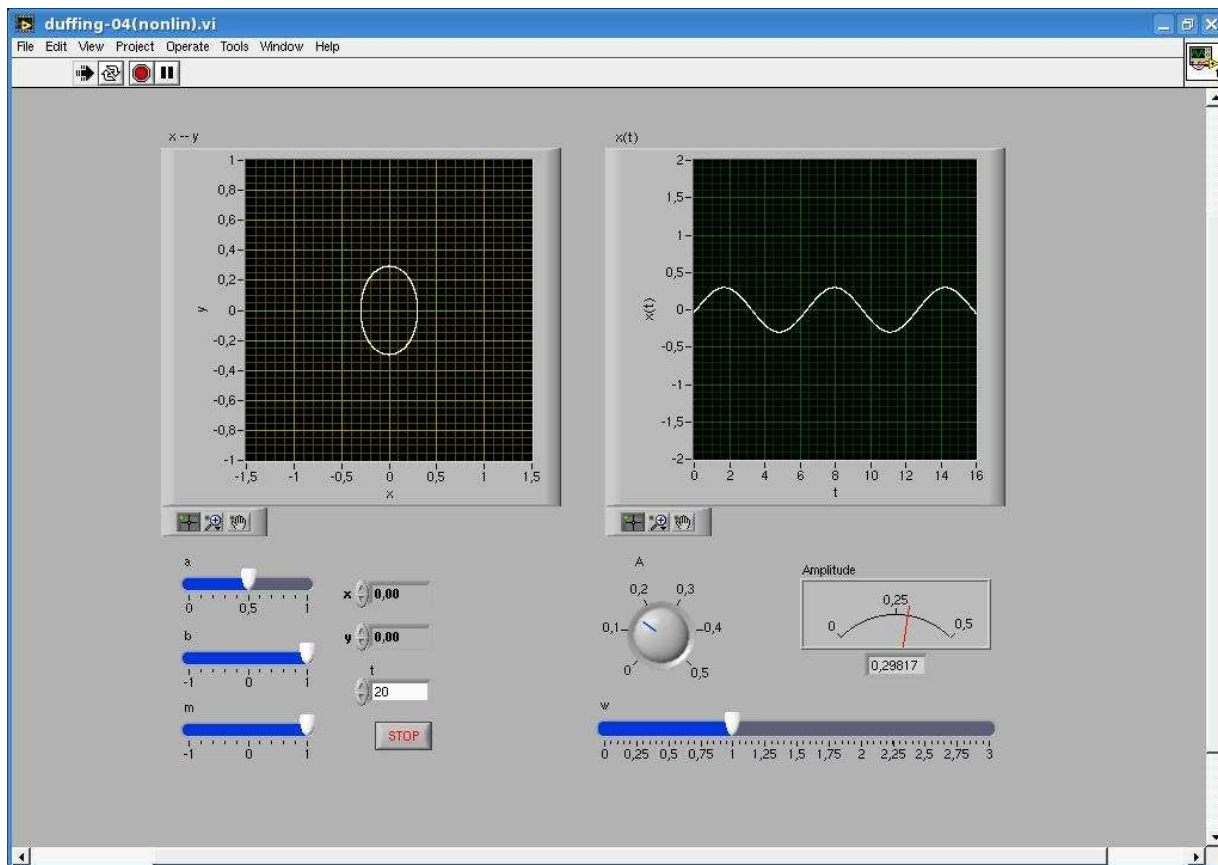 duffing-04(nonlin).vi
File Edit View Project Operate Tools Window Help
x -- y
1
0,8
0,6
0,4
0,2
0
-0,2
-0,4
-0,6
-0,8
-1
y
-1,5 -1 -0,5 0 0,5 1 1,5
x
x(t)
2
1,5
1
0,5
0
-0,5
-1
-1,5
-2
x(t)
0 2 4 6 8 10 12 14 16
t
a
0 0,5 1
b
-1 0 1
m
-1 0 1
x 0,00
y 0,00
t
20
STOP
A
0,2 0,3
0,1 0,4
0 0,5
Amplitude
0,25
0 0,5
0,29817
w
0 0,25 0,5 0,75 1 1,25 1,5 1,75 2 2,25 2,5 2,75 3